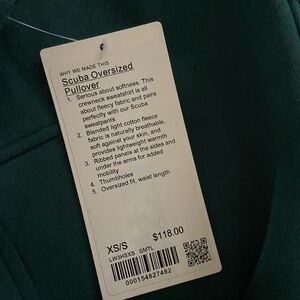 WHY WE MADE THIS
Scuba Oversized
Pullover
1. Serious about softness. This
crewneck sweatshirt is all
about fleecy fabric and pairs
perfectly with our Scuba
sweatpants
2. Blended light cotton fleece
fabric is naturally breathable,
soft against your skin, and
provides lightweight warmth
3. Ribbed panels at the sides and
under the arms for added
mobility
4. Thumbholes
5. Oversized fit, waist length
XS/S $118.00
LW3HSXS SMTL
000154827482